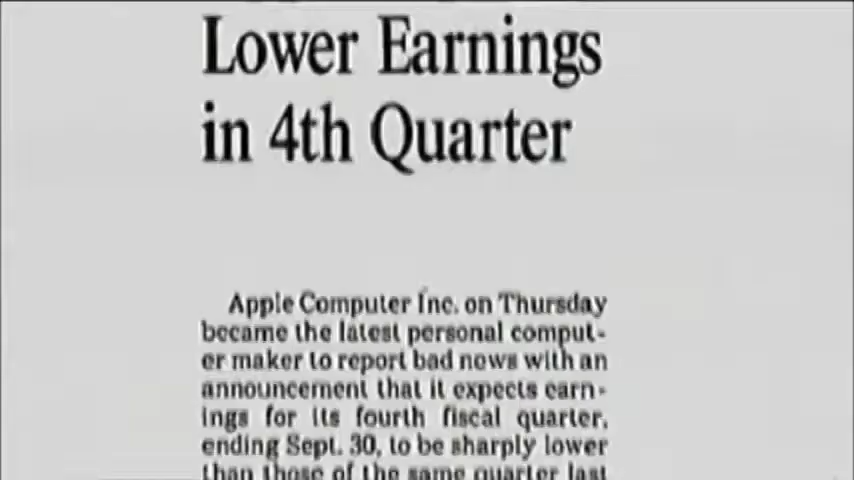 Lower Earnings
in 4th Quarter
Apple Computer Inc. on Thursday
became the latest personal comput-
er maker to report bad news with an
announcement that it expects earn-
ings for its fourth fiscal quarter,
ending Sept. 30, to be sharply lower
than those of the same quarter last